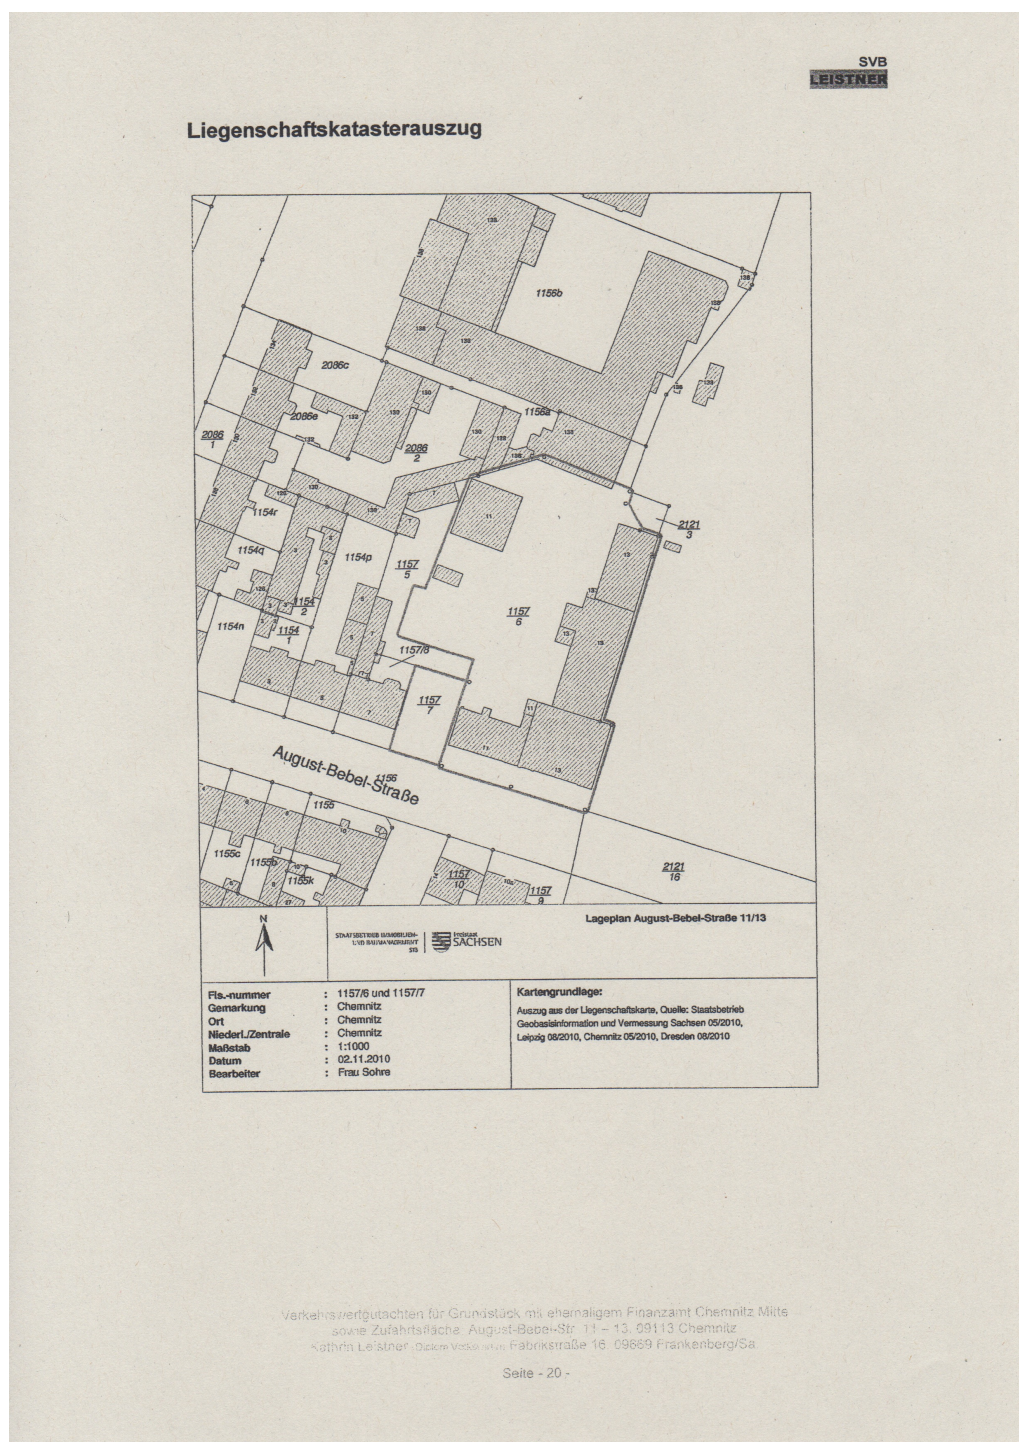 SVB
LEISTNER
Liegenschaftskatasterauszug
1156b
2086c
2086e
1156a
2086
1
2086
2
1154r
1154q
1154p
1157
5
2121
3
1154
2
1154n
1154
1
1157
6
1157/8
1157
7
August-Bebel-Straße
1156
1155
1155c
1155b
1155k
1157
10
1157
9
2121
16
N
STAATSBETRIEB IMMOBILIEN-
UND BAUMANAGEMENT
SIB
Freistaat
SACHSEN
Lageplan August-Bebel-Straße 11/13
Fls.-nummer : 1157/6 und 1157/7
Gemarkung : Chemnitz
Ort : Chemnitz
Niederl./Zentrale : Chemnitz
Maßstab : 1:1000
Datum : 02.11.2010
Bearbeiter : Frau Sohre
Kartengrundlage:
Auszug aus der Liegenschaftskarte, Quelle: Staatsbetrieb
Geobasisinformation und Vermessung Sachsen 05/2010,
Leipzig 08/2010, Chemnitz 05/2010, Dresden 08/2010
Verkehrswertgutachten für Grundstück mit ehemaligem Finanzamt Chemnitz Mitte
sowie Zufahrtsfläche, August-Bebel-Str. 11 – 13, 09113 Chemnitz
Kathrin Leistner, Fabrikstraße 16, 09669 Frankenberg/Sa.
Seite - 20 -